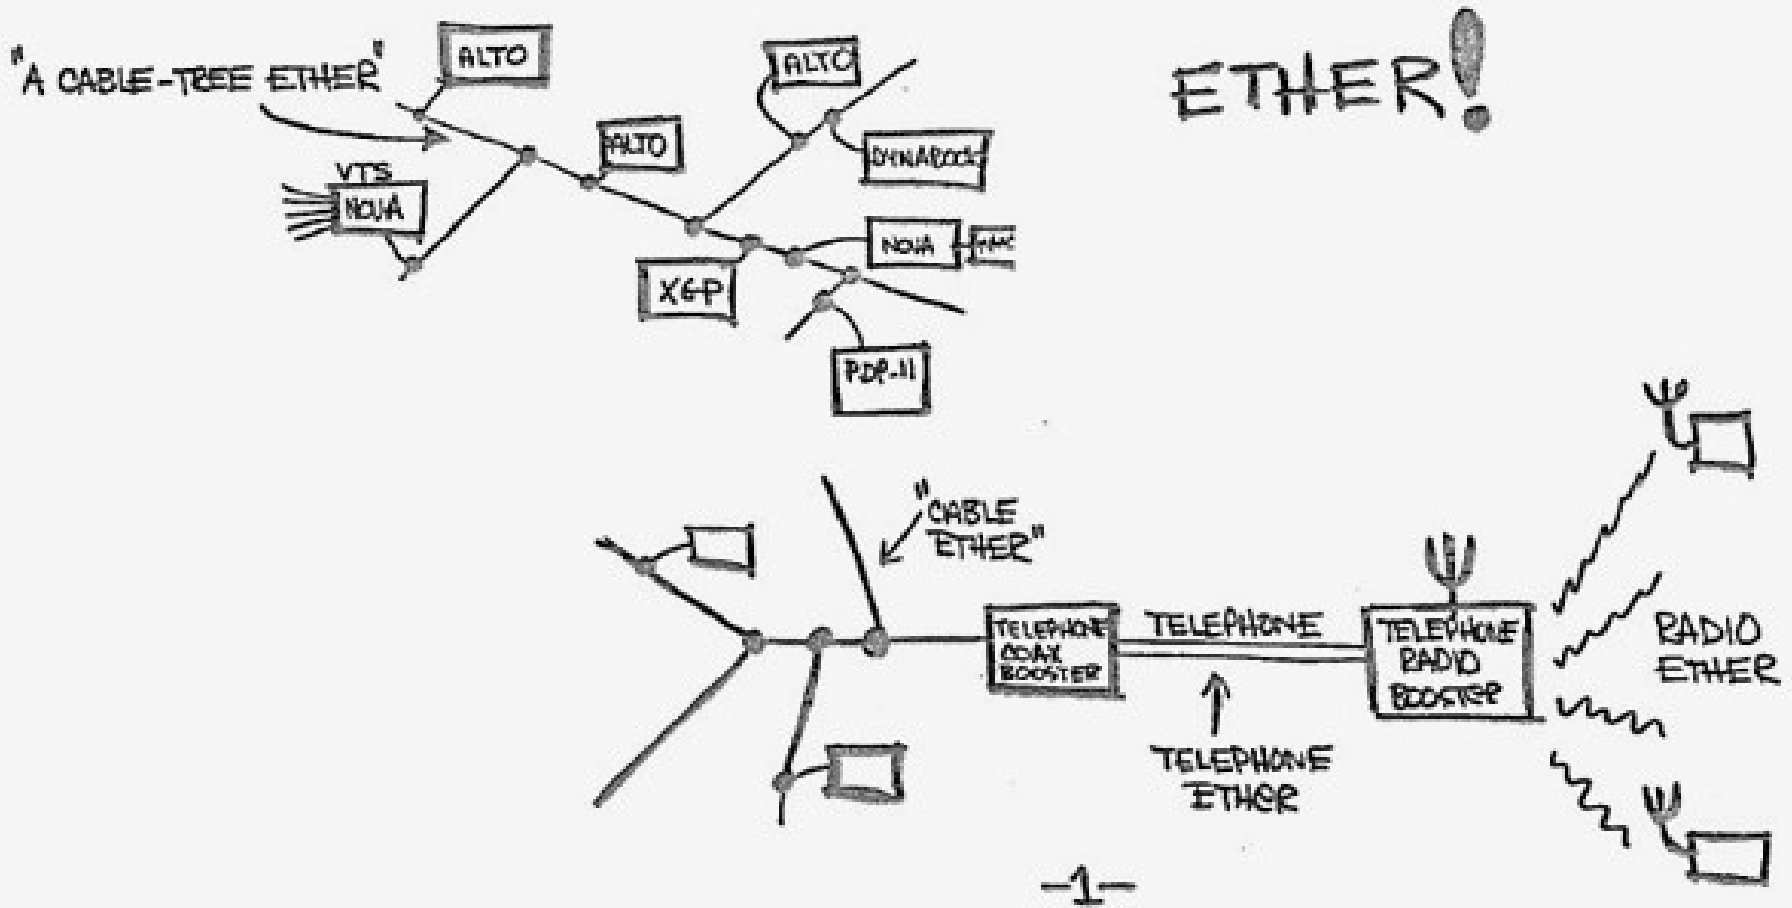 "A CABLE-TREE ETHER"
ALTO
ALTO
ETHER!
ALTO
DYNABOOK
VTS
NOVA
NOVA
XGP
PDP-11
"CABLE
ETHER"
TELEPHONE
COAX
BOOSTER
TELEPHONE
TELEPHONE
RADIO
BOOSTER
RADIO
ETHER
TELEPHONE
ETHER
-1-